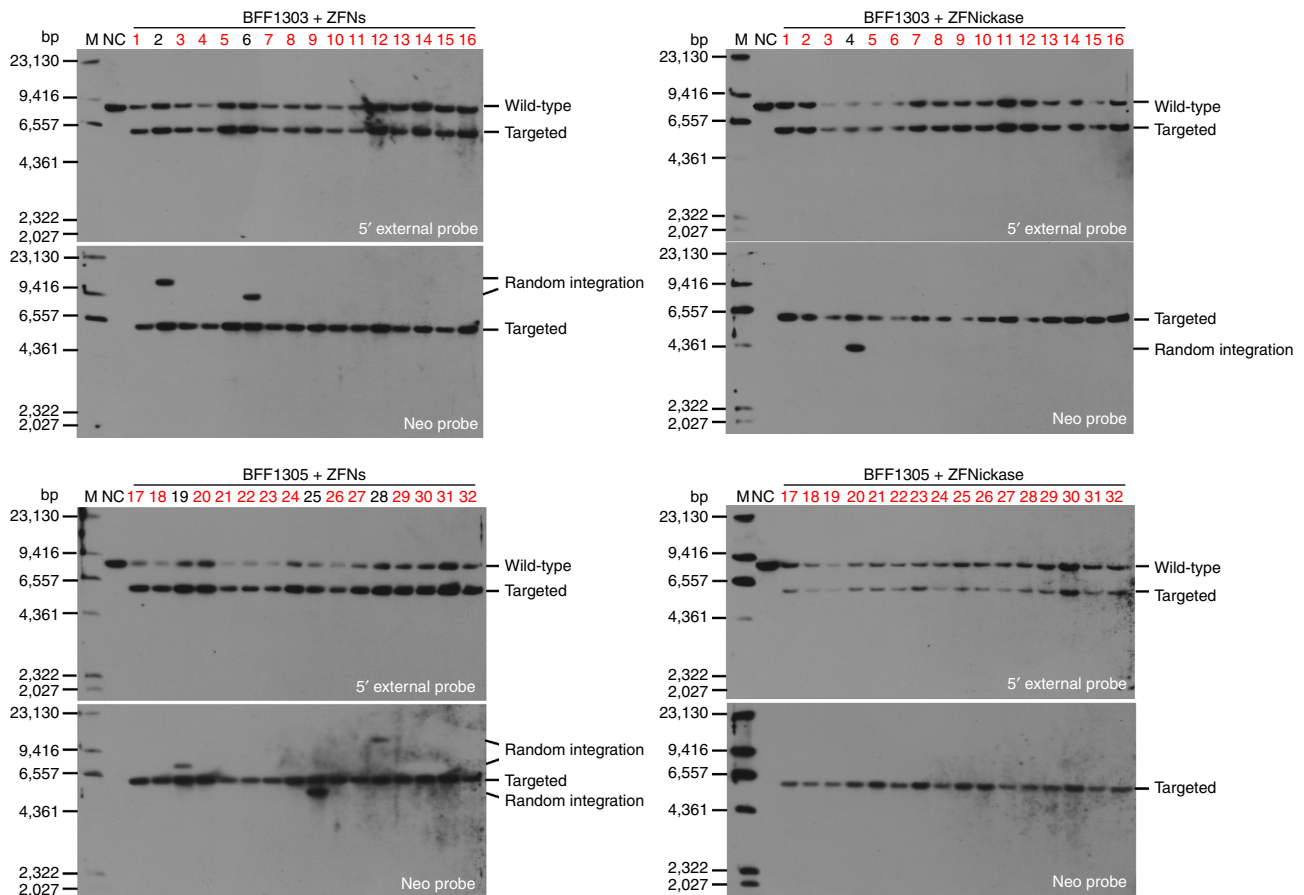 BFF1303 + ZFNs
bp M NC 1 2 3 4 5 6 7 8 9 10 11 12 13 14 15 16
23,130
9,416
6,557
4,361
2,322
2,027
Wild-type
Targeted
5′ external probe
23,130
9,416
6,557
4,361
2,322
2,027
Random integration
Targeted
Neo probe
BFF1303 + ZFNickase
bp M NC 1 2 3 4 5 6 7 8 9 10 11 12 13 14 15 16
23,130
9,416
6,557
4,361
2,322
2,027
Wild-type
Targeted
5′ external probe
23,130
9,416
6,557
4,361
2,322
2,027
Targeted
Random integration
Neo probe
BFF1305 + ZFNs
bp M NC 17 18 19 20 21 22 23 24 25 26 27 28 29 30 31 32
23,130
9,416
6,557
4,361
2,322
2,027
Wild-type
Targeted
5′ external probe
23,130
9,416
6,557
4,361
2,322
2,027
Random integration
Targeted
Random integration
Neo probe
BFF1305 + ZFNickase
bp M NC 17 18 19 20 21 22 23 24 25 26 27 28 29 30 31 32
23,130
9,416
6,557
4,361
2,322
2,027
Wild-type
Targeted
5′ external probe
23,130
9,416
6,557
4,361
2,322
2,027
Targeted
Neo probe